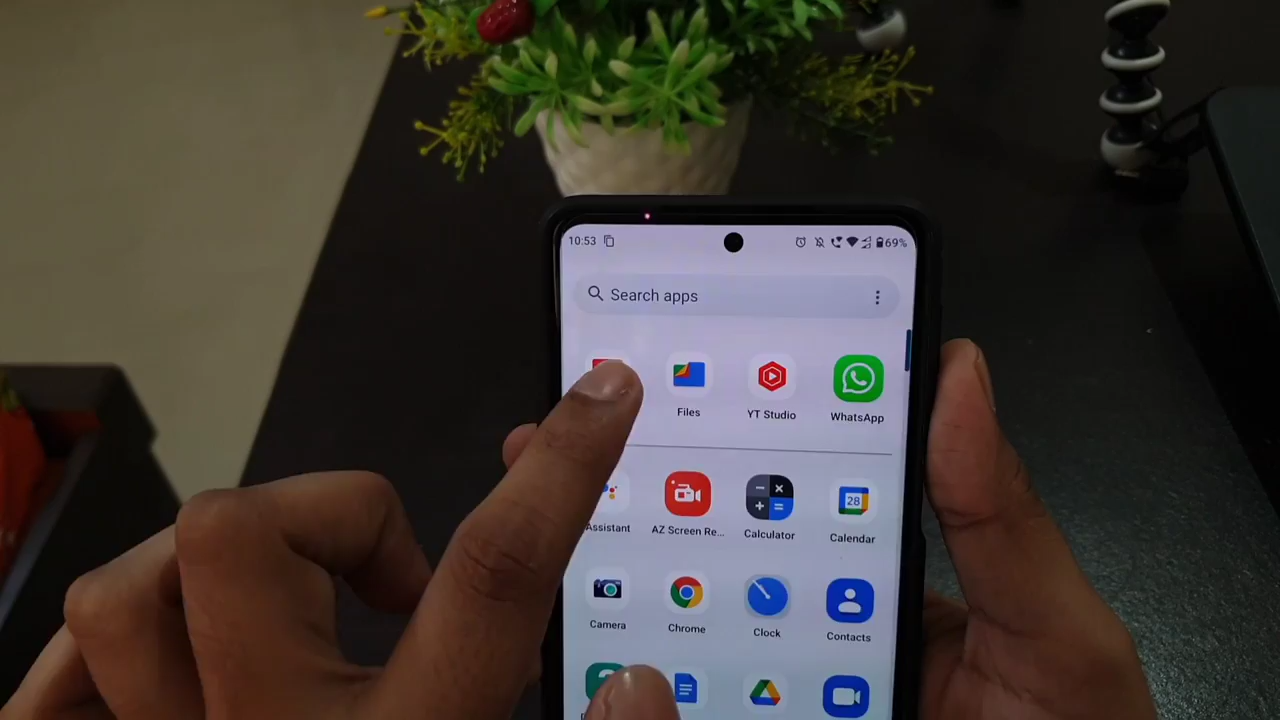 10:53 69%
Search apps
Files YT Studio WhatsApp
Assistant AZ Screen Re... Calculator 28 Calendar
Camera Chrome Clock Contacts